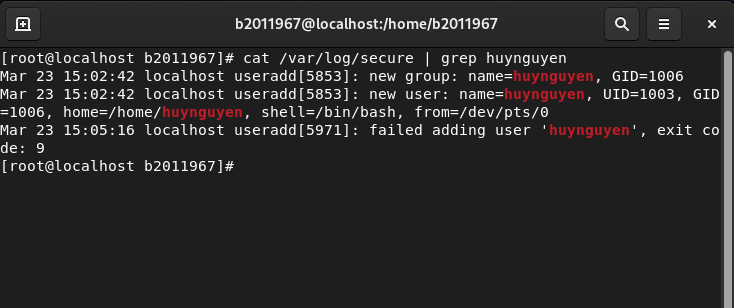 b2011967@localhost:/home/b2011967
[root@localhost b2011967]# cat /var/log/secure | grep huynguyen
Mar 23 15:02:42 localhost useradd[5853]: new group: name=huynguyen, GID=1006
Mar 23 15:02:42 localhost useradd[5853]: new user: name=huynguyen, UID=1003, GID
=1006, home=/home/huynguyen, shell=/bin/bash, from=/dev/pts/0
Mar 23 15:05:16 localhost useradd[5971]: failed adding user 'huynguyen', exit co
de: 9
[root@localhost b2011967]#